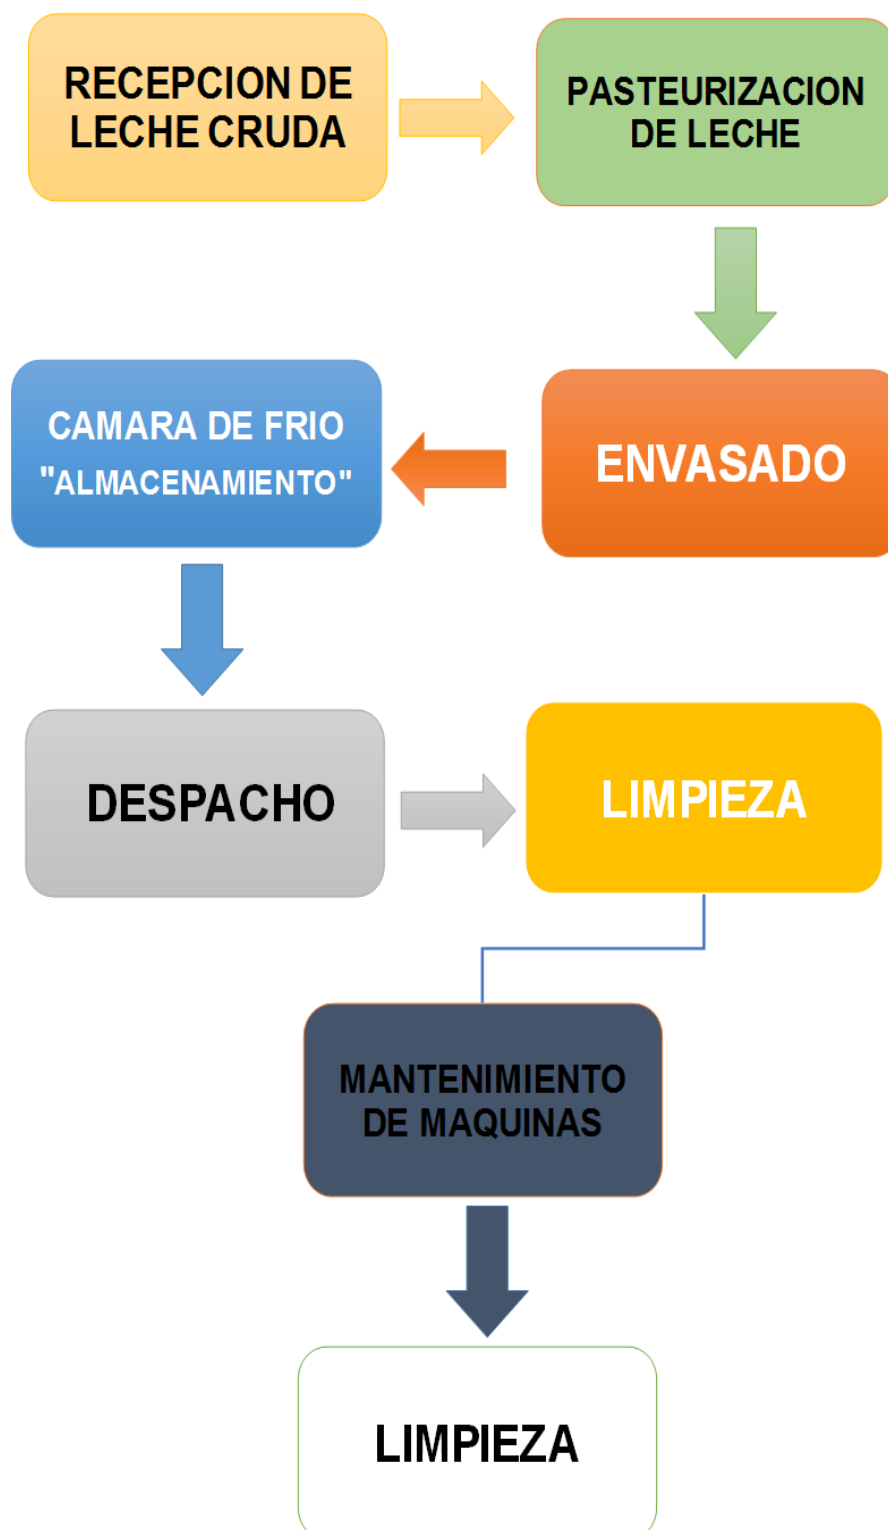 RECEPCION DE
LECHE CRUDA
PASTEURIZACION
DE LECHE
ENVASADO
CAMARA DE FRIO
"ALMACENAMIENTO"
DESPACHO
LIMPIEZA
MANTENIMIENTO
DE MAQUINAS
LIMPIEZA